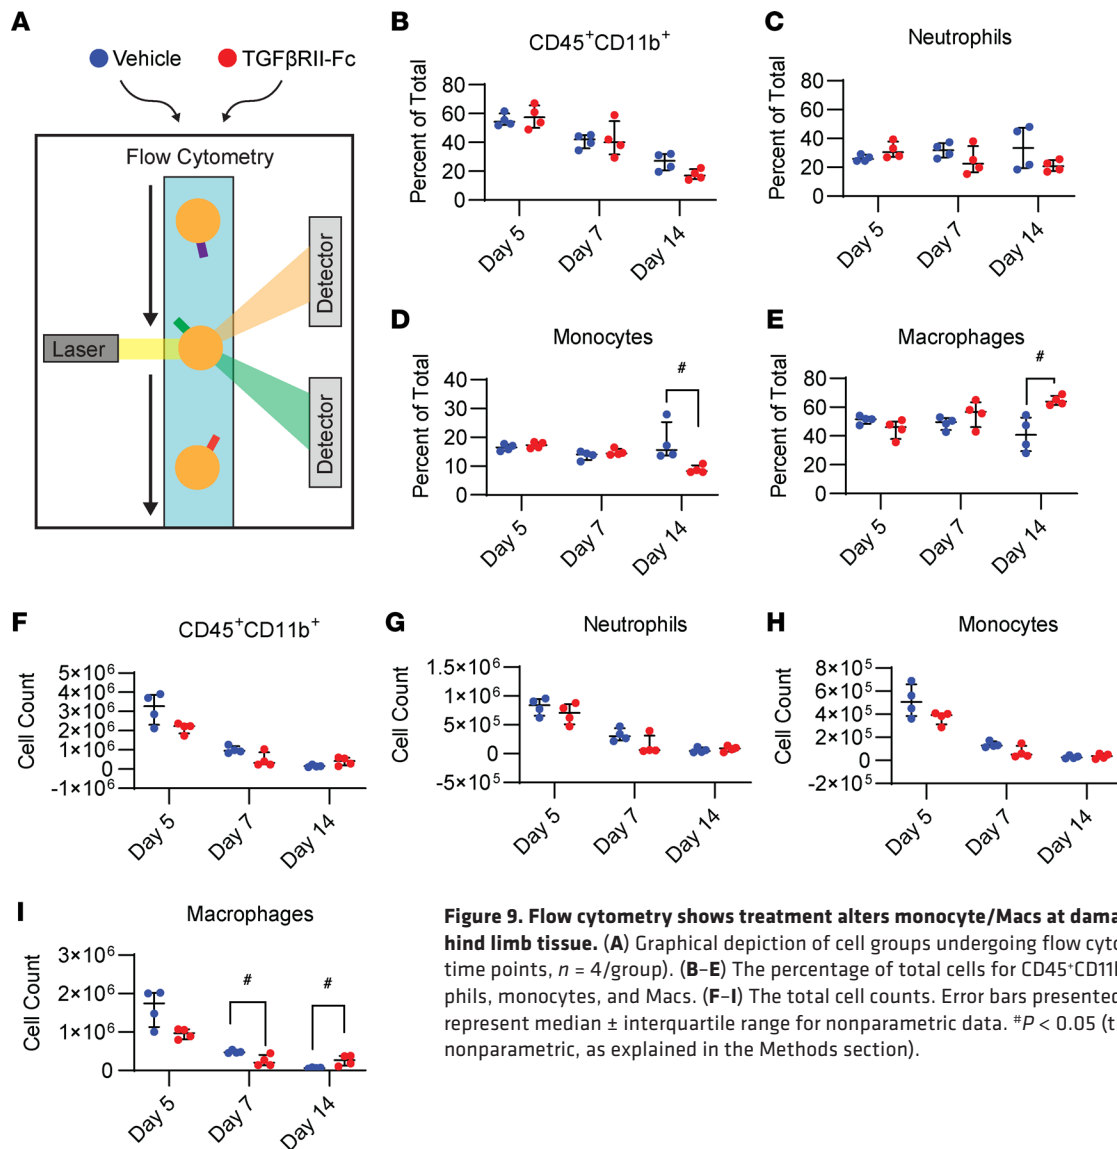 A
Vehicle
TGFβRII-Fc
Flow Cytometry
Laser
Detector
Detector
B
CD45⁺CD11b⁺
Percent of Total
80
60
40
20
0
Day 5
Day 7
Day 14
C
Neutrophils
Percent of Total
80
60
40
20
0
Day 5
Day 7
Day 14
D
Monocytes
#
Percent of Total
40
30
20
10
0
Day 5
Day 7
Day 14
E
Macrophages
#
Percent of Total
80
60
40
20
0
Day 5
Day 7
Day 14
F
CD45⁺CD11b⁺
Cell Count
5×10⁶
4×10⁶
3×10⁶
2×10⁶
1×10⁶
0
-1×10⁶
Day 5
Day 7
Day 14
G
Neutrophils
Cell Count
1.5×10⁶
1×10⁶
5×10⁵
0
-5×10⁵
Day 5
Day 7
Day 14
H
Monocytes
Cell Count
8×10⁵
6×10⁵
4×10⁵
2×10⁵
0
-2×10⁵
Day 5
Day 7
Day 14
I
Macrophages
#
#
Cell Count
3×10⁶
2×10⁶
1×10⁶
0
Day 5
Day 7
Day 14
Figure 9. Flow cytometry shows treatment alters monocyte/Macs at dama
hind limb tissue. (A) Graphical depiction of cell groups undergoing flow cyto
time points, n = 4/group). (B–E) The percentage of total cells for CD45⁺CD11b
phils, monocytes, and Macs. (F–I) The total cell counts. Error bars presented
represent median ± interquartile range for nonparametric data. #P < 0.05 (t
nonparametric, as explained in the Methods section).